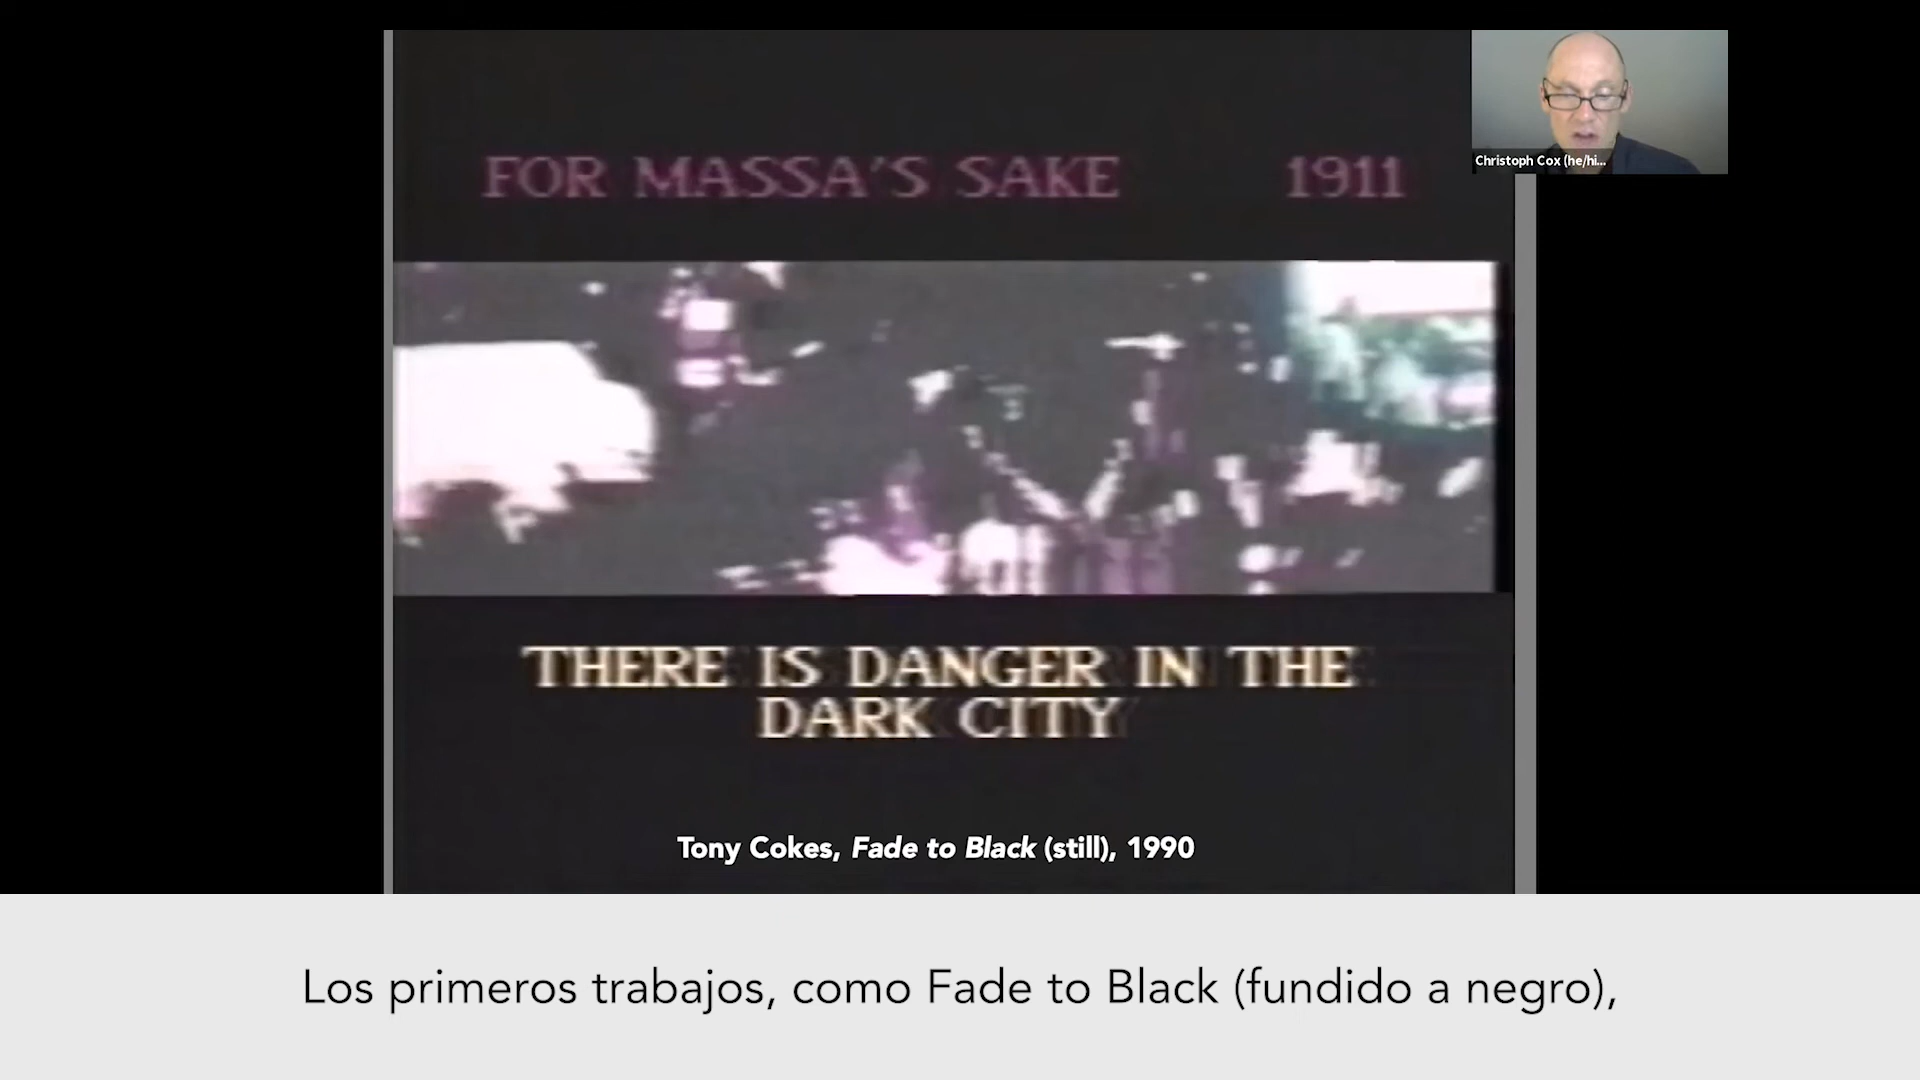 FOR MASSA'S SAKE 1911
Christoph Cox (he/hi...
THERE IS DANGER IN THE
DARK CITY
Tony Cokes, Fade to Black (still), 1990
Los primeros trabajos, como Fade to Black (fundido a negro),